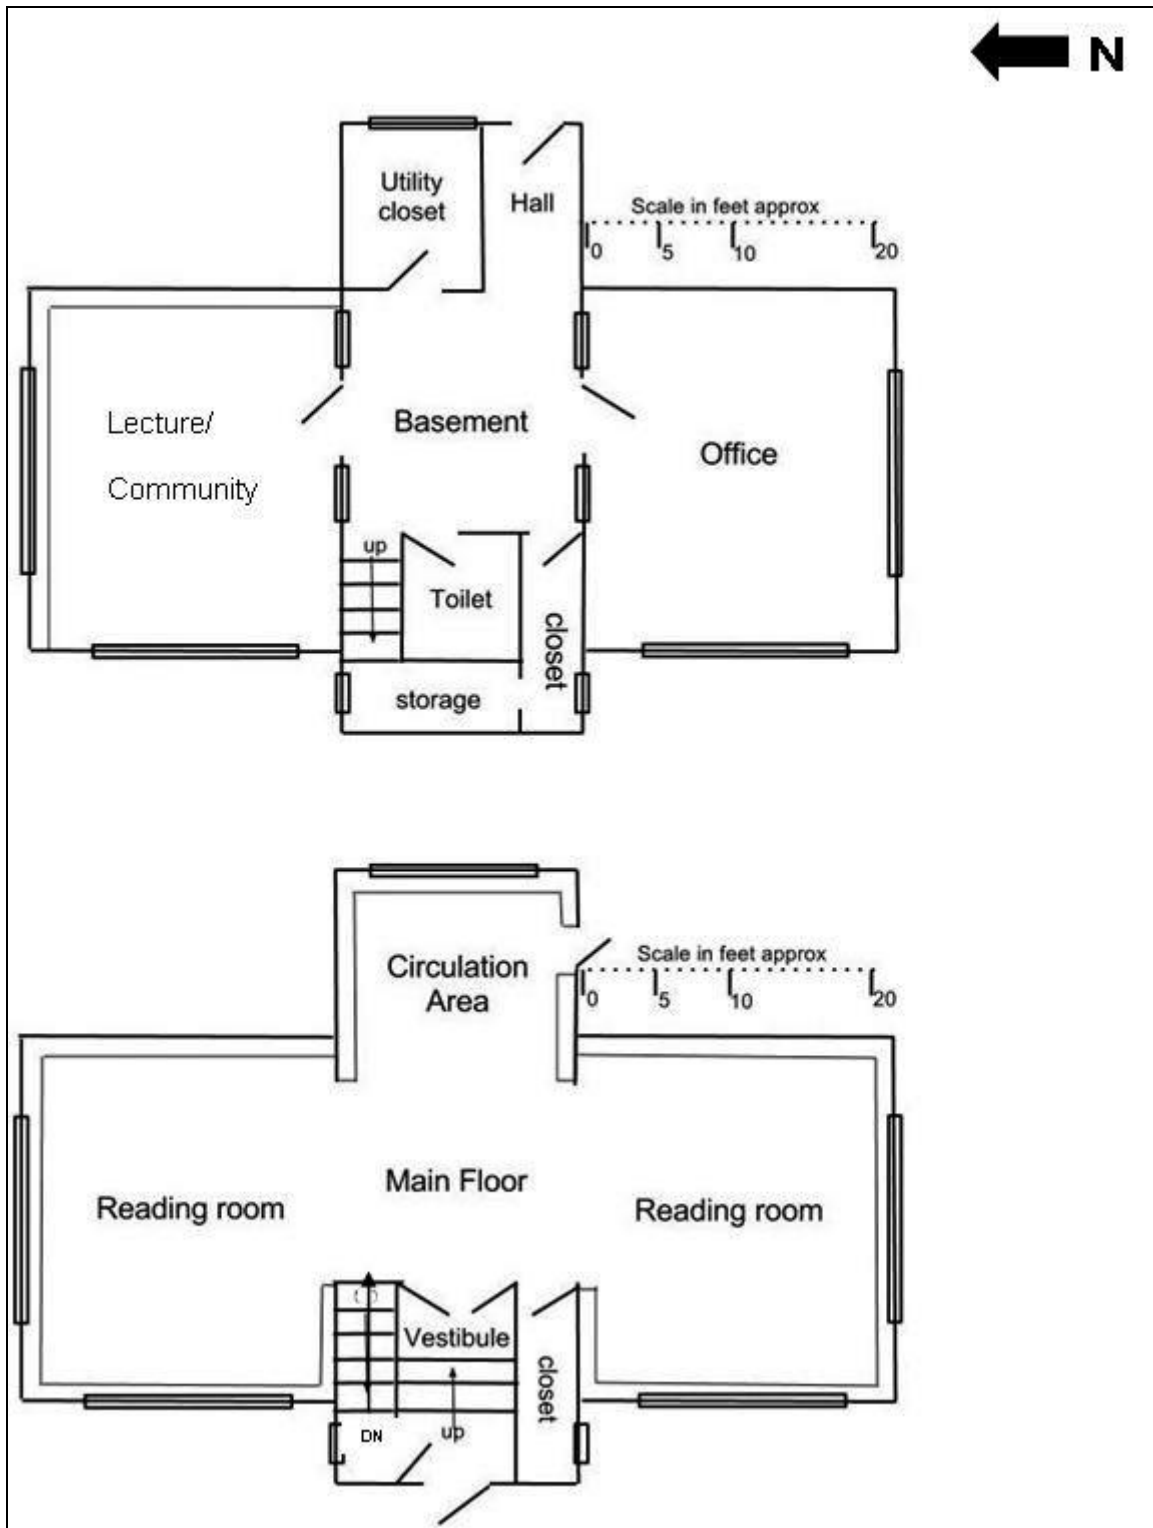 N
Utility
closet
Hall
Scale in feet approx
0 5 10 20
Lecture/
Community
Basement
Office
up
Toilet
closet
storage
Circulation
Area
Scale in feet approx
0 5 10 20
Main Floor
Reading room
Reading room
Vestibule
closet
DN
up